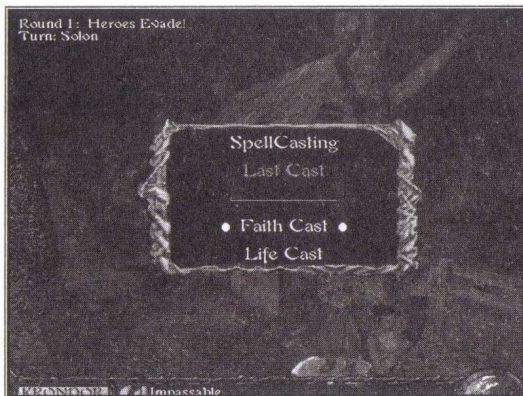 Round 1: Heroes Evade!
Turn: Solon
SpellCasting
Last Cast
Faith Cast
Life Cast
KRONDOR Impassable